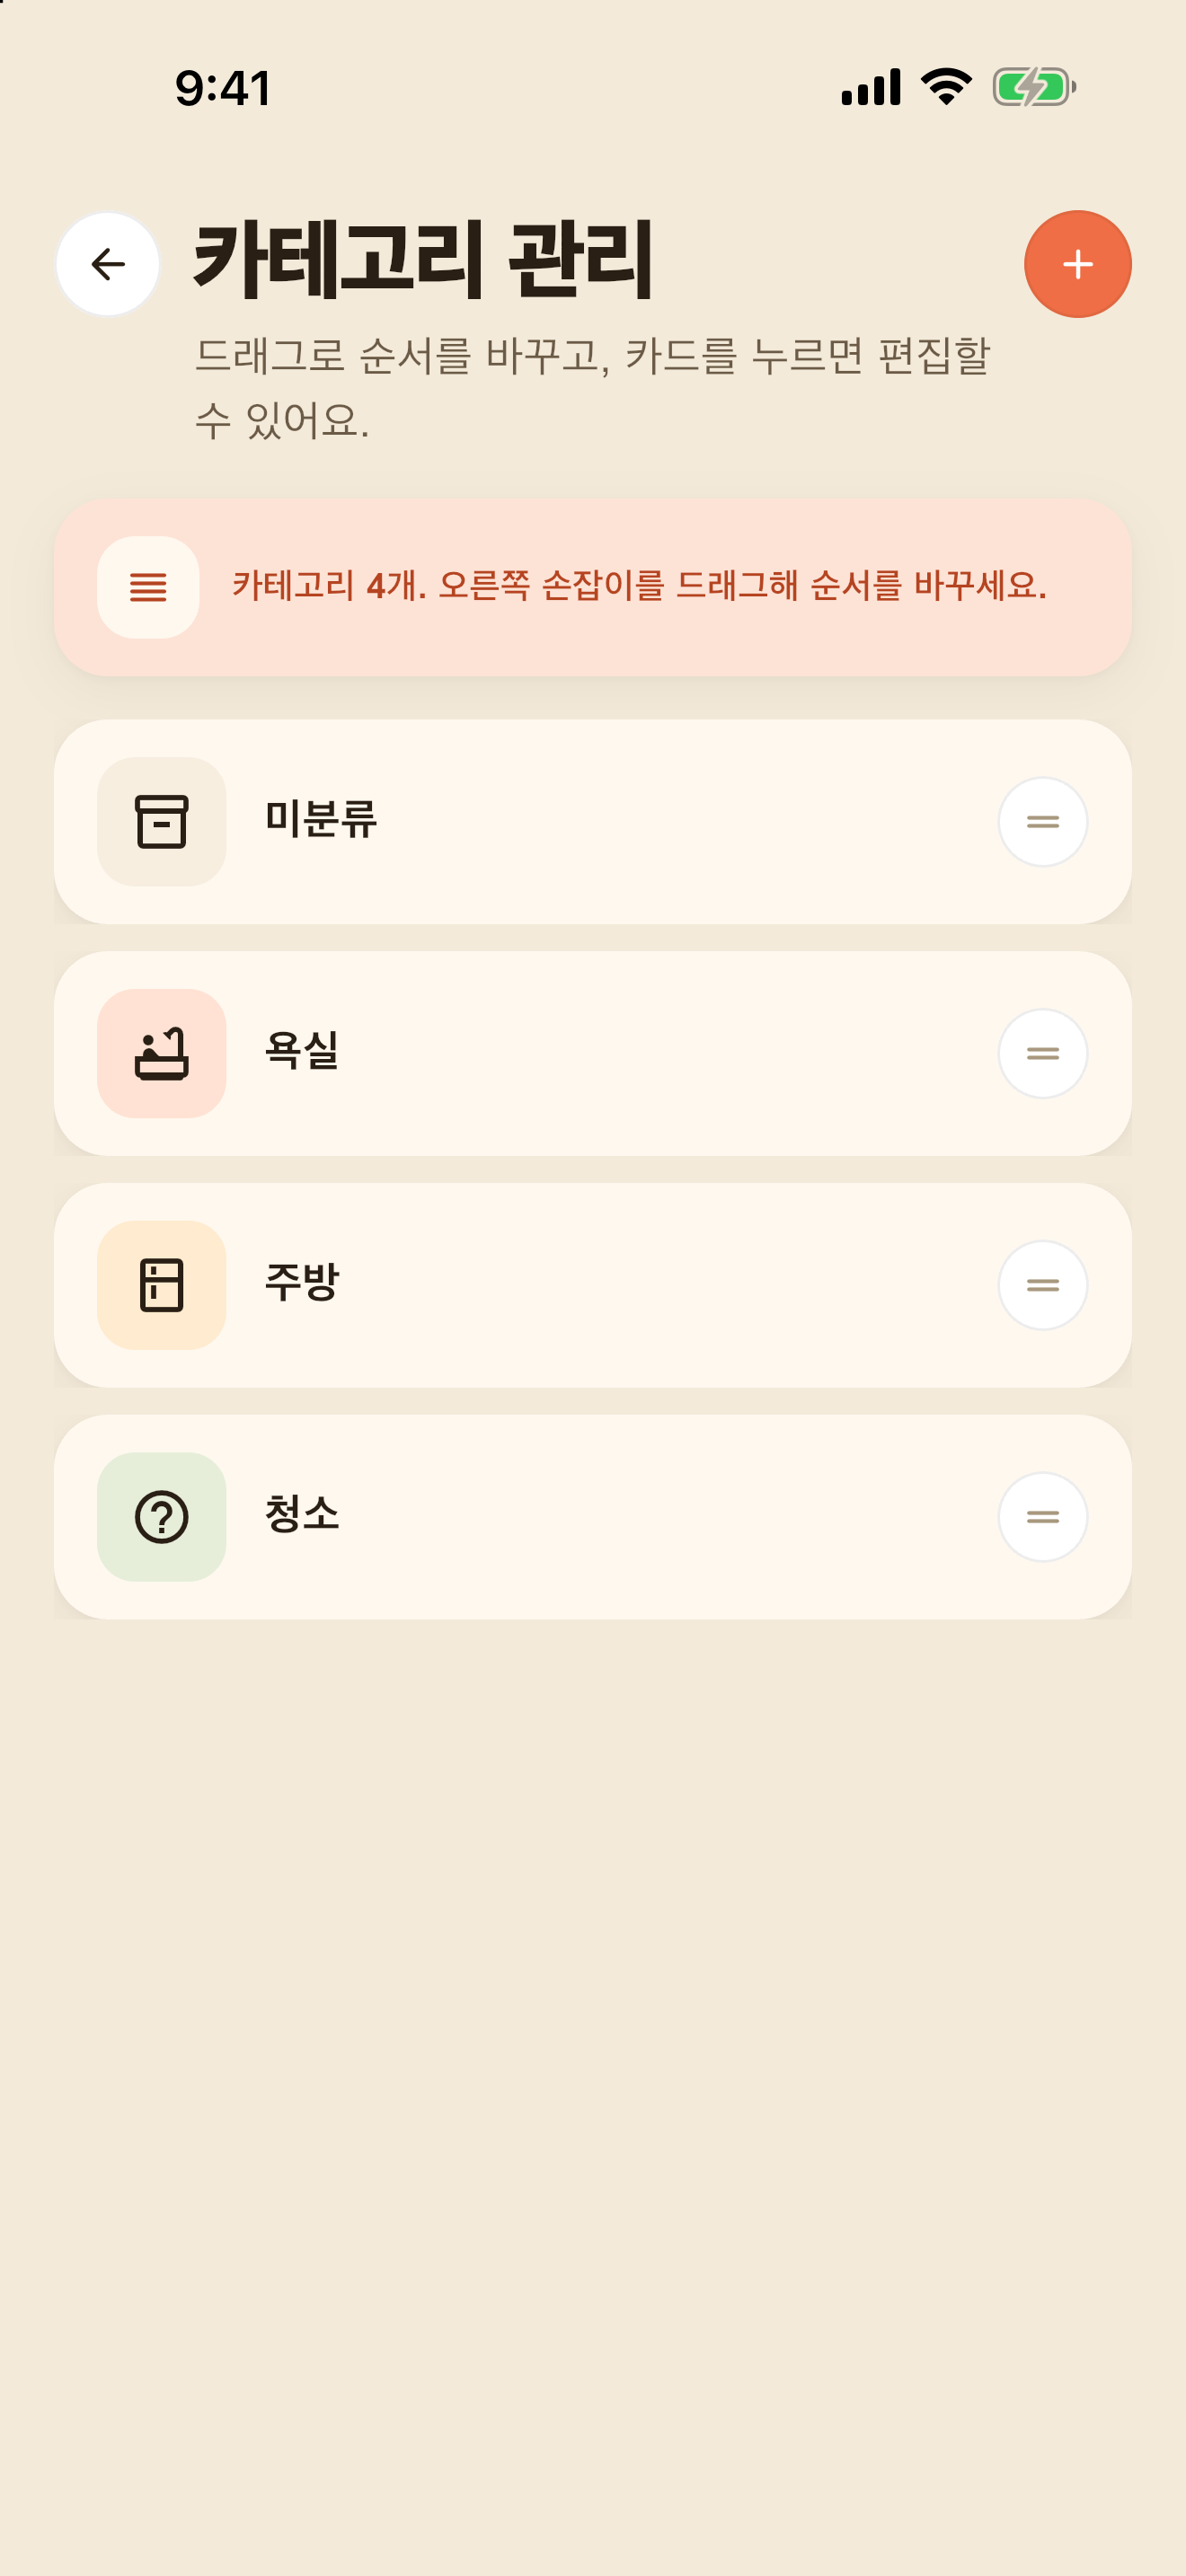 9:41
카테고리 관리
드래그로 순서를 바꾸고, 카드를 누르면 편집할
수 있어요.
카테고리 4개. 오른쪽 손잡이를 드래그해 순서를 바꾸세요.
미분류
욕실
주방
청소